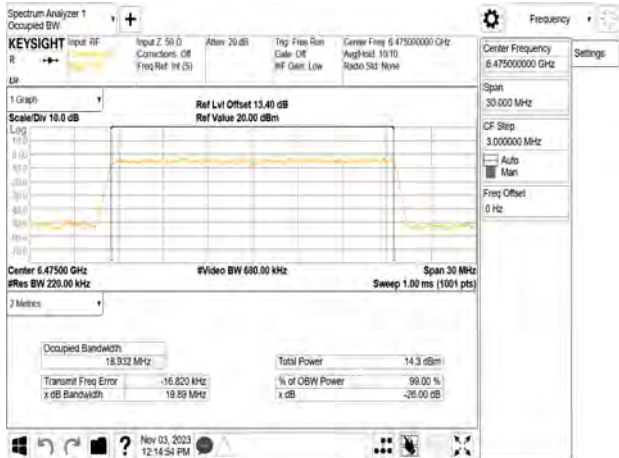 Spectrum Analyzer 1
Occupied BW
+
Frequency
KEYSIGHT
R
Input: RF
Input Z: 50 Ω
Corrections: Off
Freq Ref: Int (S)
Atten: 20 dB
Trig: Free Run
Gate: Off
#IF Gain: Low
Center Freq: 6.475000000 GHz
Avg|Hold: 10/10
Radio Std: None
Center Frequency
6.475000000 GHz
Settings
Span
30.000 MHz
CF Step
3.000000 MHz
Auto
Man
Freq Offset
0 Hz
1 Graph
Scale/Div 10.0 dB
Ref Lvl Offset 13.40 dB
Ref Value 20.00 dBm
Log
10.0
0.00
Center 6.47500 GHz
#Res BW 220.00 kHz
#Video BW 680.00 kHz
Span 30 MHz
Sweep 1.00 ms (1001 pts)
2 Metrics
Occupied Bandwidth
18.932 MHz
Total Power
14.3 dBm
Transmit Freq Error
-16.820 kHz
% of OBW Power
99.00 %
x dB Bandwidth
19.89 MHz
x dB
-26.00 dB
?
Nov 03, 2023
12:14:54 PM